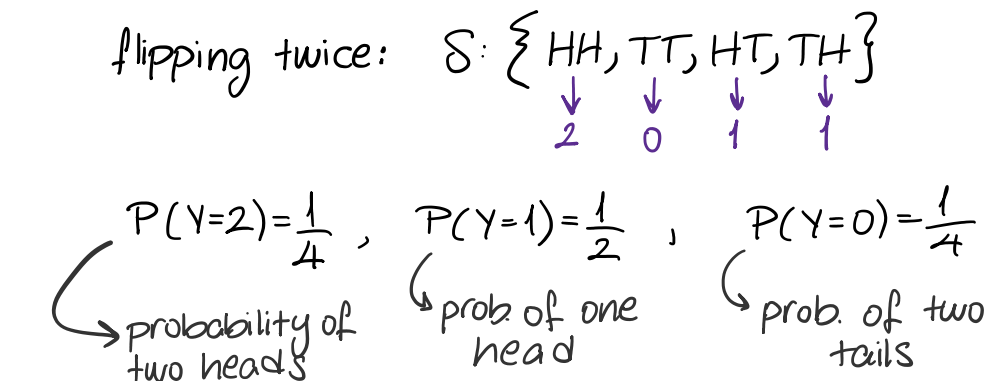 flipping twice: S: { HH, TT, HT, TH }
2 0 1 1
P(Y=2)=1/4 , P(Y=1)=1/2 , P(Y=0)=1/4
probability of two heads
prob. of one head
prob. of two tails